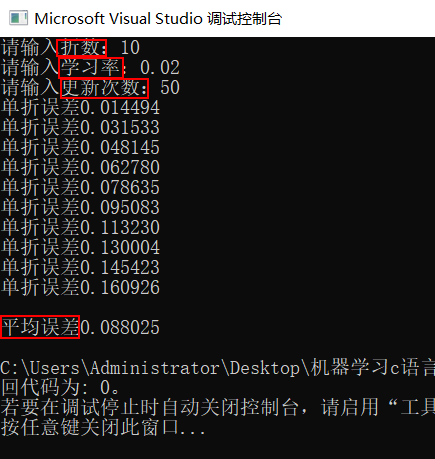 Microsoft Visual Studio 调试控制台
请输入折数：10
请输入学习率：0.02
请输入更新次数：50
单折误差0.014494
单折误差0.031533
单折误差0.048145
单折误差0.062780
单折误差0.078635
单折误差0.095083
单折误差0.113230
单折误差0.130004
单折误差0.145423
单折误差0.160926
平均误差0.088025
C:\Users\Administrator\Desktop\机器学习c语言
回代码为: 0。
若要在调试停止时自动关闭控制台，请启用“工具
按任意键关闭此窗口...